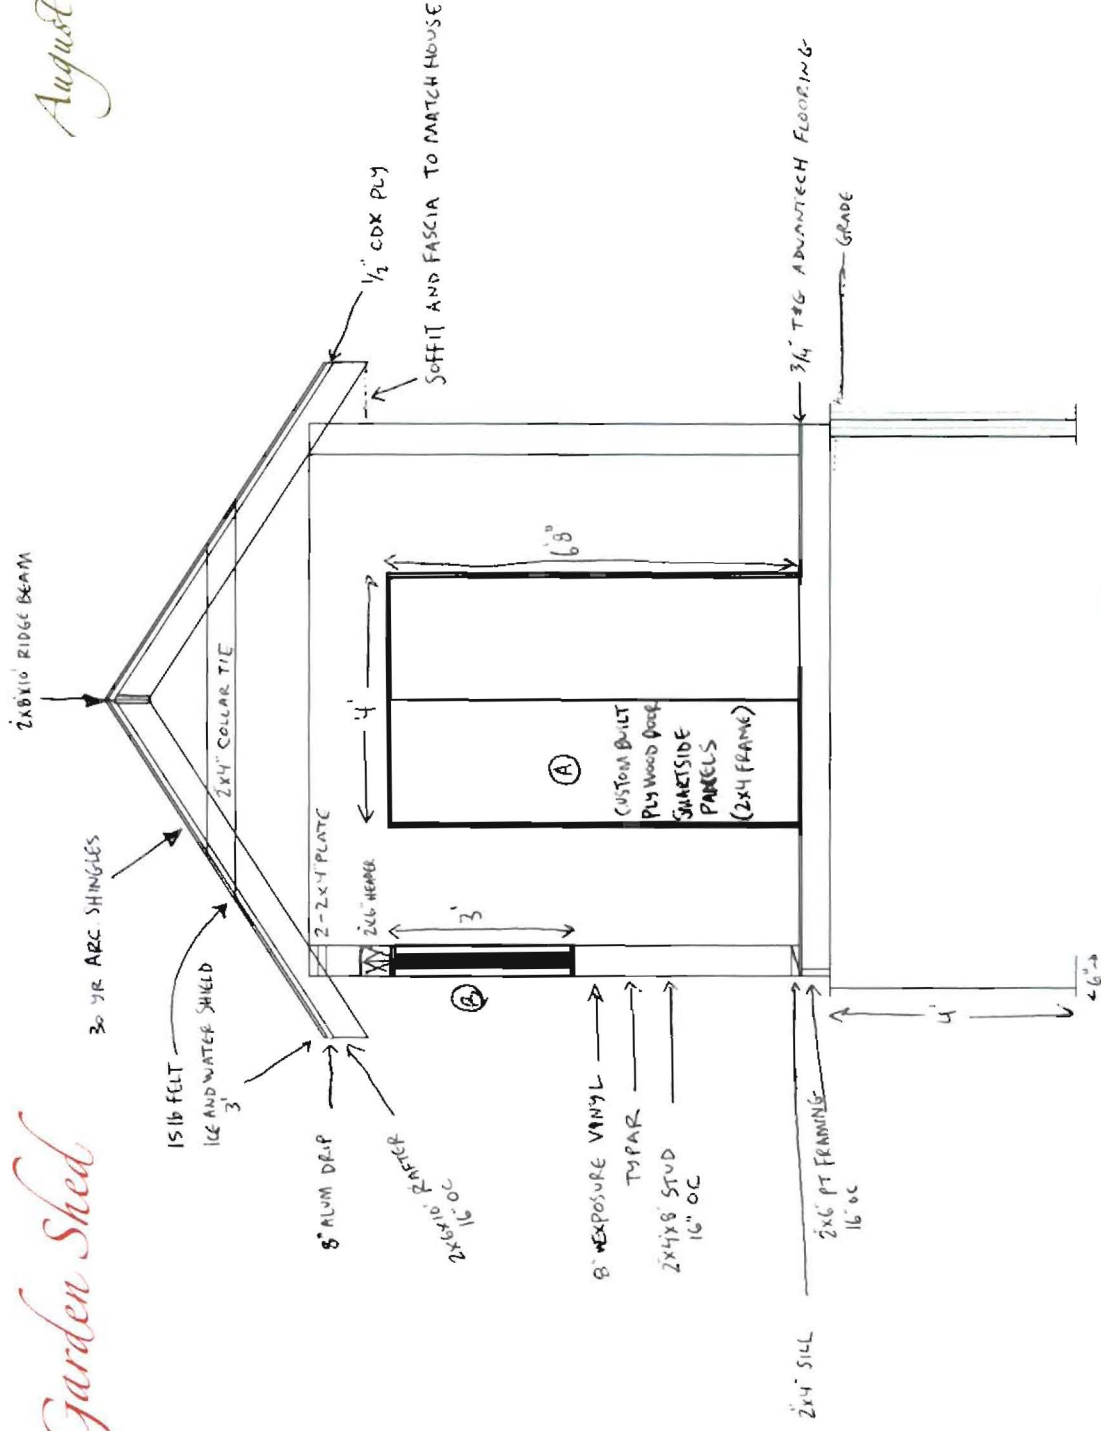 Garden Shed
August
2x8x10' RIDGE BEAM
30 YR ARC. SHINGLES
15 lb FELT
ICE AND WATER SHIELD
3'
8" ALUM DRIP
2x6x10' RAFTER
16" OC
2x4" COLLAR TIE
1/2" CDX PLY
SOFFIT AND FASCIA TO MATCH HOUSE
2-2x4" PLATE
2x6" HEADER
4'
6'8"
3'
A
B
CUSTOM BUILT
PLYWOOD DOOR
SMARTSIDE
PANELS
(2x4 FRAME)
8" EXPOSURE VINYL
TYPAR
2x4x8' STUD
16" OC
3/4" T&G ADVANTECH FLOORING
GRADE
2x6" PT FRAMING
16" OC
2x4" SILL
4'
6"